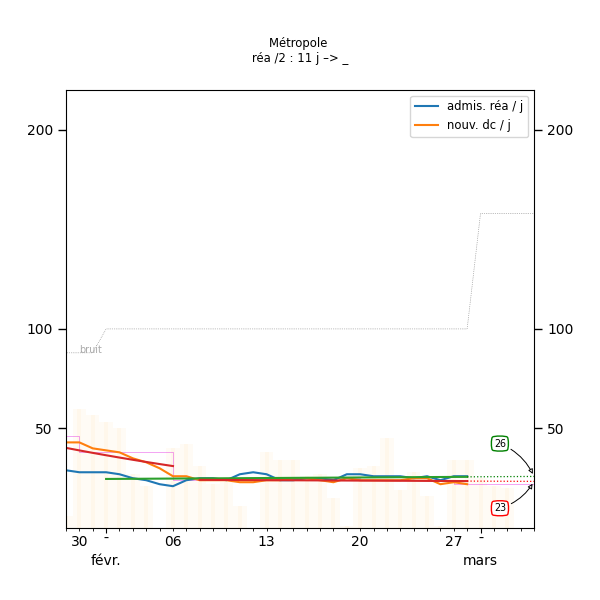 Métropole
réa /2 : 11 j –> _
admis. réa / j
nouv. dc / j
200
200
100
100
bruit
50
50
26
23
30
-
06
13
20
27
-
févr.
mars